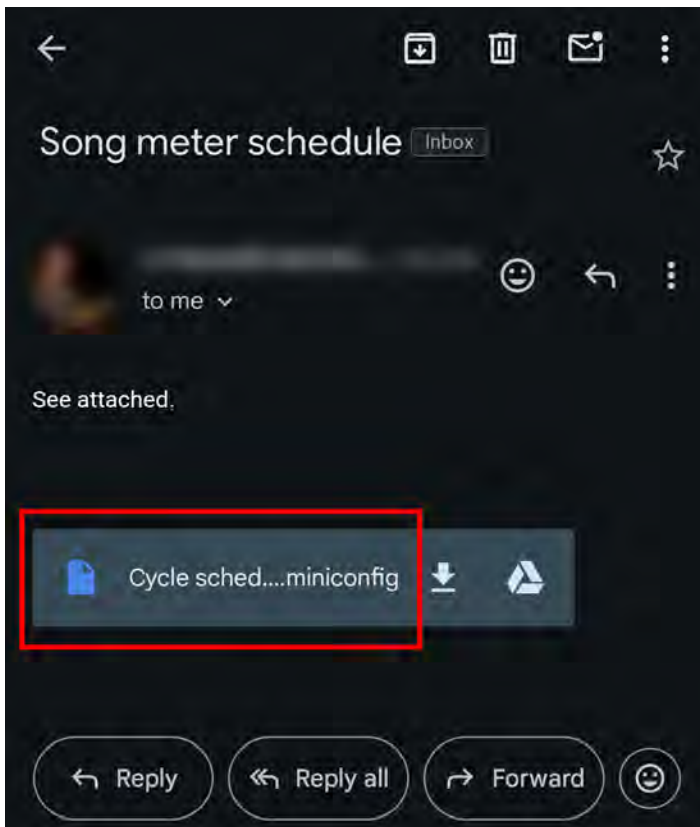 Song meter schedule Inbox
to me
See attached.
Cycle sched....miniconfig
Reply Reply all Forward